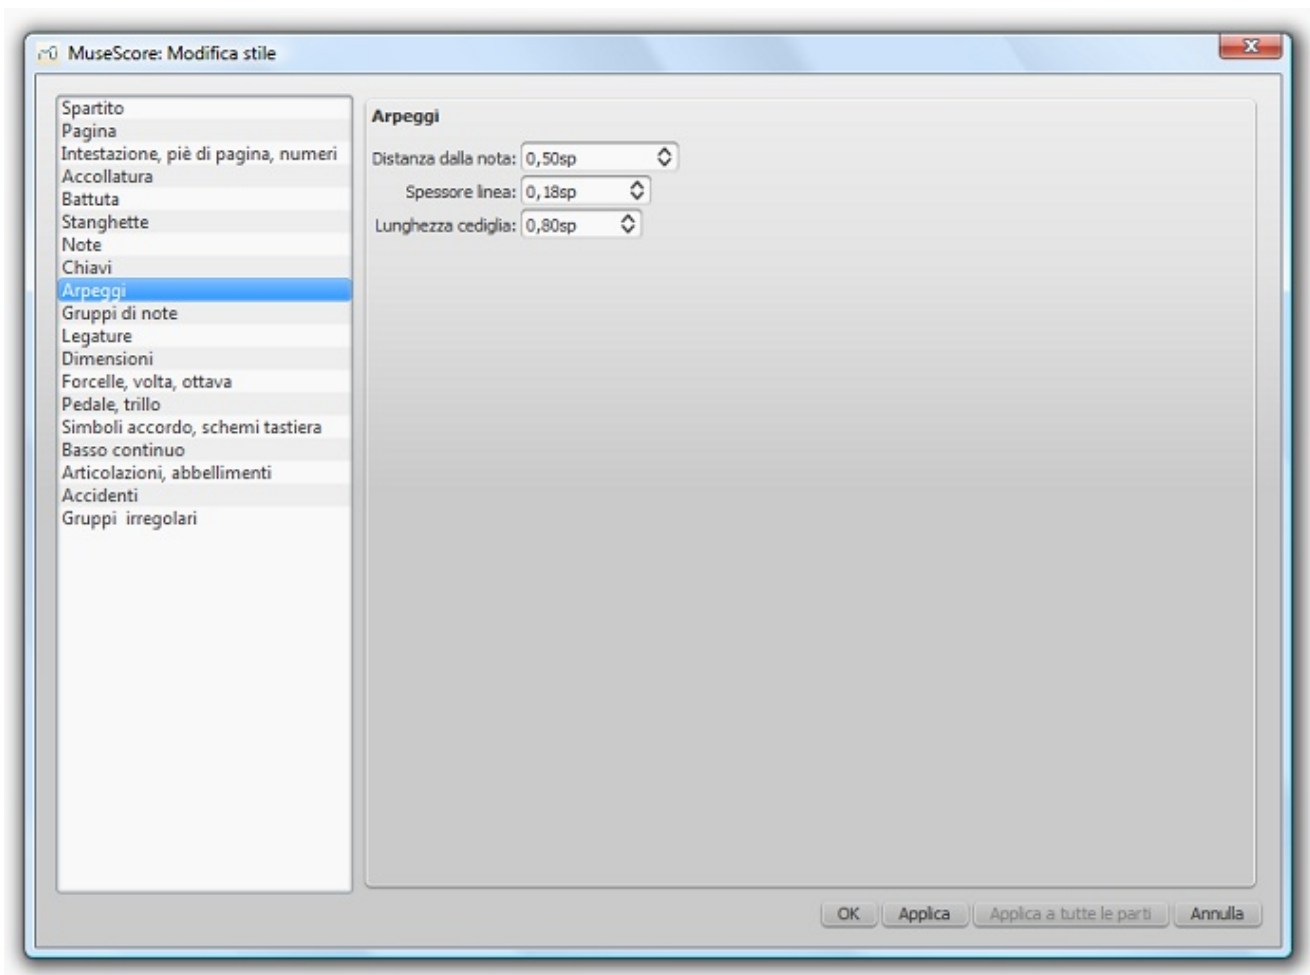 MuseScore: Modifica stile
Spartito
Pagina
Intestazione, piè di pagina, numeri
Accollatura
Battuta
Stanghette
Note
Chiavi
Arpeggi
Gruppi di note
Legature
Dimensioni
Forcelle, volta, ottava
Pedale, trillo
Simboli accordo, schemi tastiera
Basso continuo
Articolazioni, abbellimenti
Accidenti
Gruppi irregolari
Arpeggi
Distanza dalla nota: 0,50sp
Spessore linea: 0,18sp
Lunghezza cediglia: 0,80sp
OK Applica Applica a tutte le parti Annulla